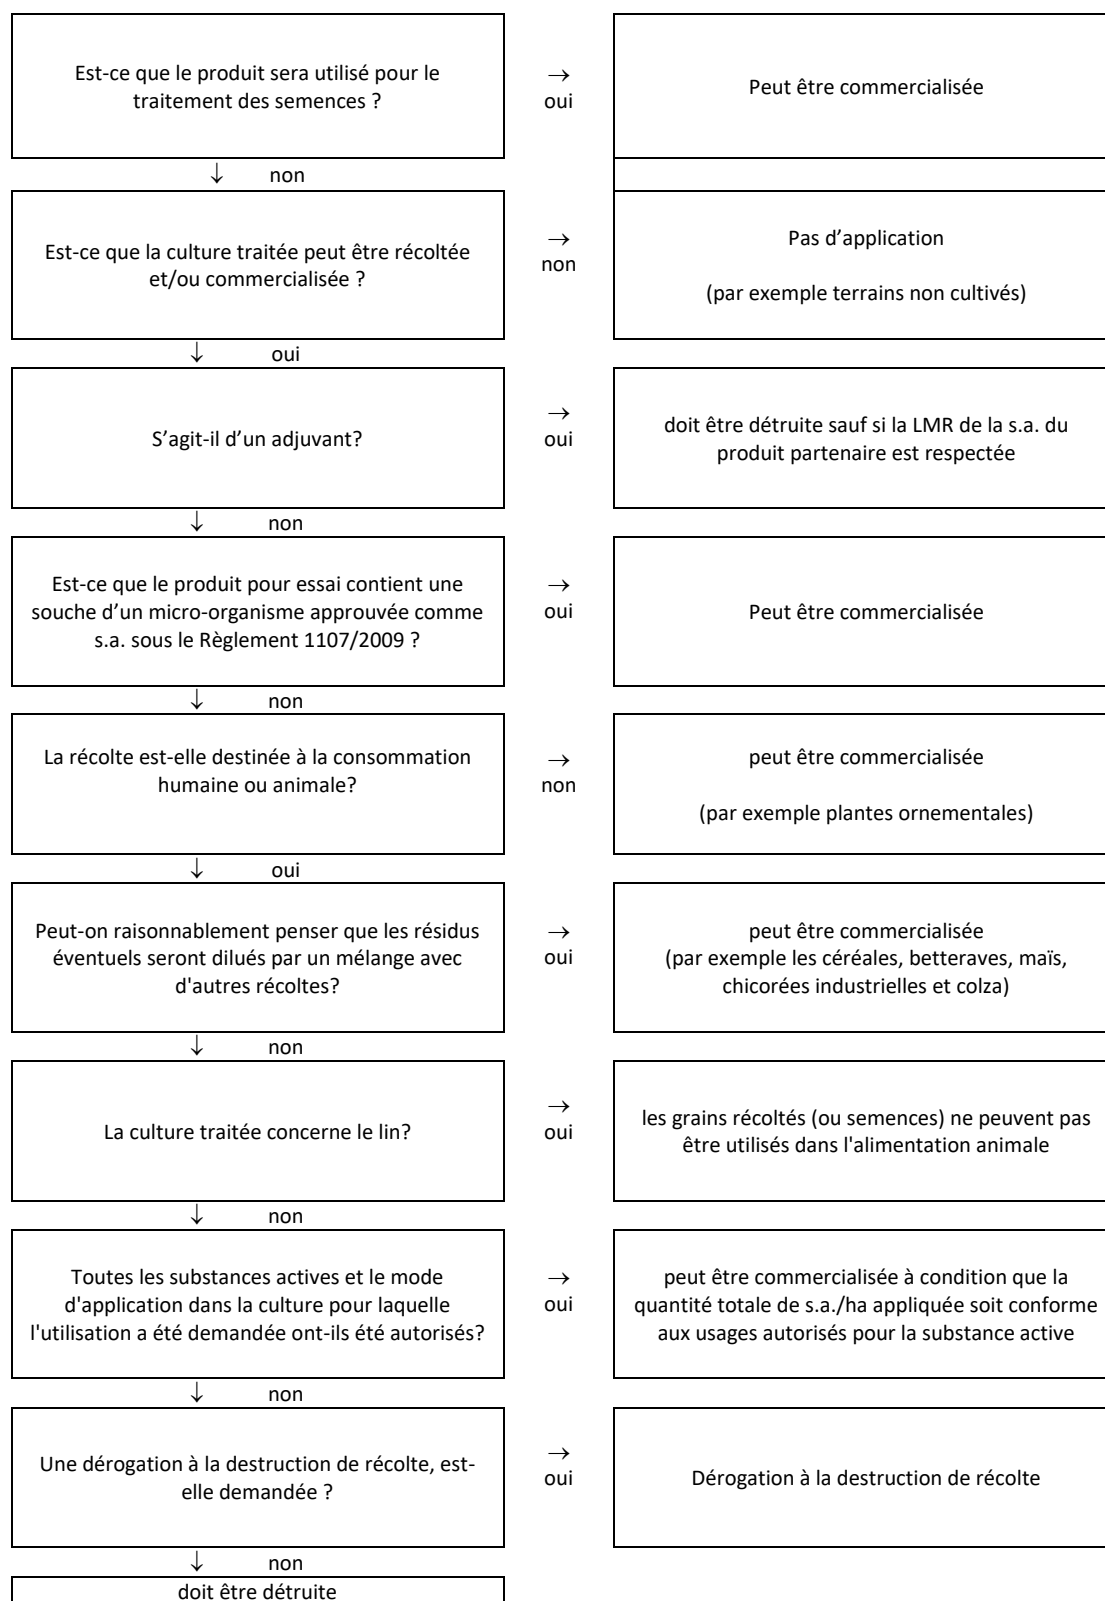 Est-ce que le produit sera utilisé pour le
traitement des semences ?
→
oui
Peut être commercialisée
↓ non
Est-ce que la culture traitée peut être récoltée
et/ou commercialisée ?
→
non
Pas d'application
(par exemple terrains non cultivés)
↓ oui
S'agit-il d'un adjuvant?
→
oui
doit être détruite sauf si la LMR de la s.a. du
produit partenaire est respectée
↓ non
Est-ce que le produit pour essai contient une
souche d'un micro-organisme approuvée comme
s.a. sous le Règlement 1107/2009 ?
→
oui
Peut être commercialisée
↓ non
La récolte est-elle destinée à la consommation
humaine ou animale?
→
non
peut être commercialisée
(par exemple plantes ornementales)
↓ oui
Peut-on raisonnablement penser que les résidus
éventuels seront dilués par un mélange avec
d'autres récoltes?
→
oui
peut être commercialisée
(par exemple les céréales, betteraves, maïs,
chicorées industrielles et colza)
↓ non
La culture traitée concerne le lin?
→
oui
les grains récoltés (ou semences) ne peuvent pas
être utilisés dans l'alimentation animale
↓ non
Toutes les substances actives et le mode
d'application dans la culture pour laquelle
l'utilisation a été demandée ont-ils été autorisés?
→
oui
peut être commercialisée à condition que la
quantité totale de s.a./ha appliquée soit conforme
aux usages autorisés pour la substance active
↓ non
Une dérogation à la destruction de récolte, est-
elle demandée ?
→
oui
Dérogation à la destruction de récolte
↓ non
doit être détruite